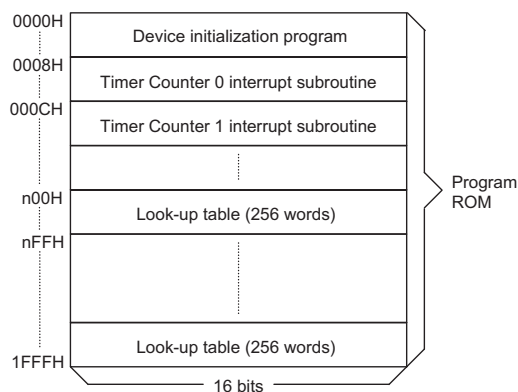 0000H
Device initialization program
0008H
Timer Counter 0 interrupt subroutine
000CH
Timer Counter 1 interrupt subroutine
n00H
Look-up table (256 words)
nFFH
Program
ROM
Look-up table (256 words)
1FFFH
16 bits